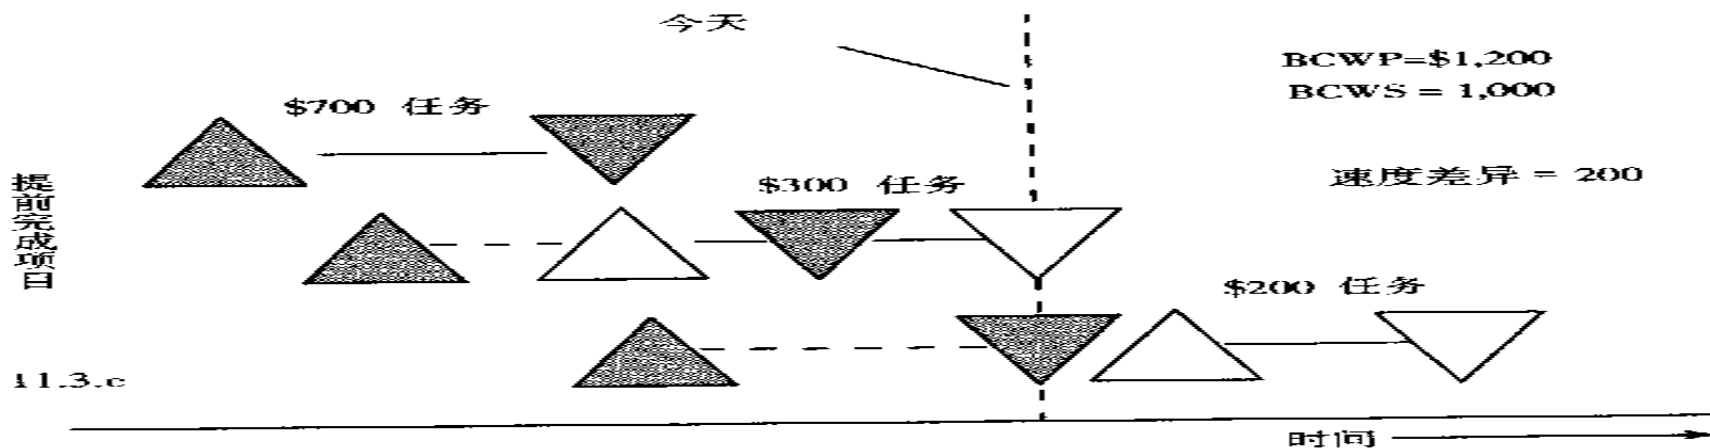 今天
BCWP=$1,200
BCWS = 1,000
$700 任务
速度差异 = 200
$300 任务
提前完成项目
$200 任务
11.3.c
时间